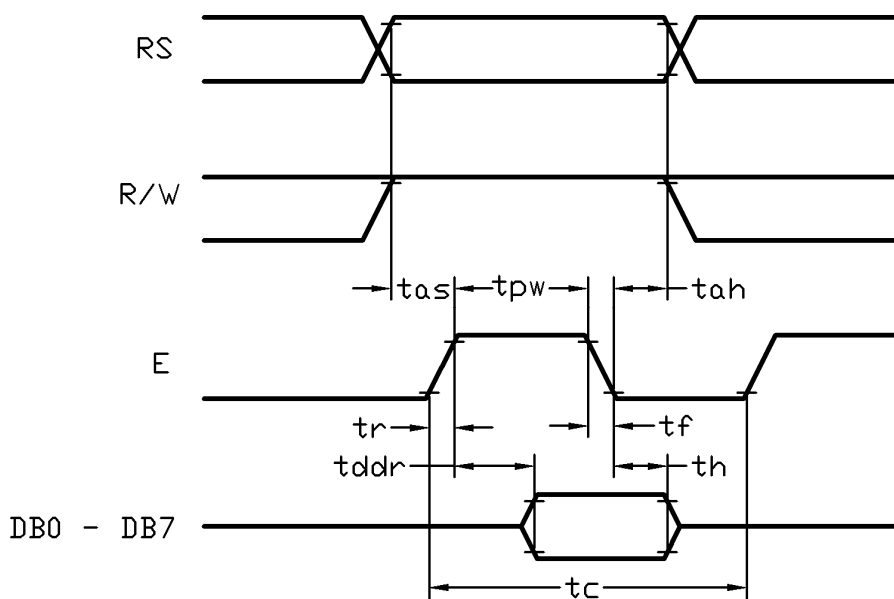 RS
R/W
tas tpw tah
E
tr tf
tddr th
DB0 - DB7
tc